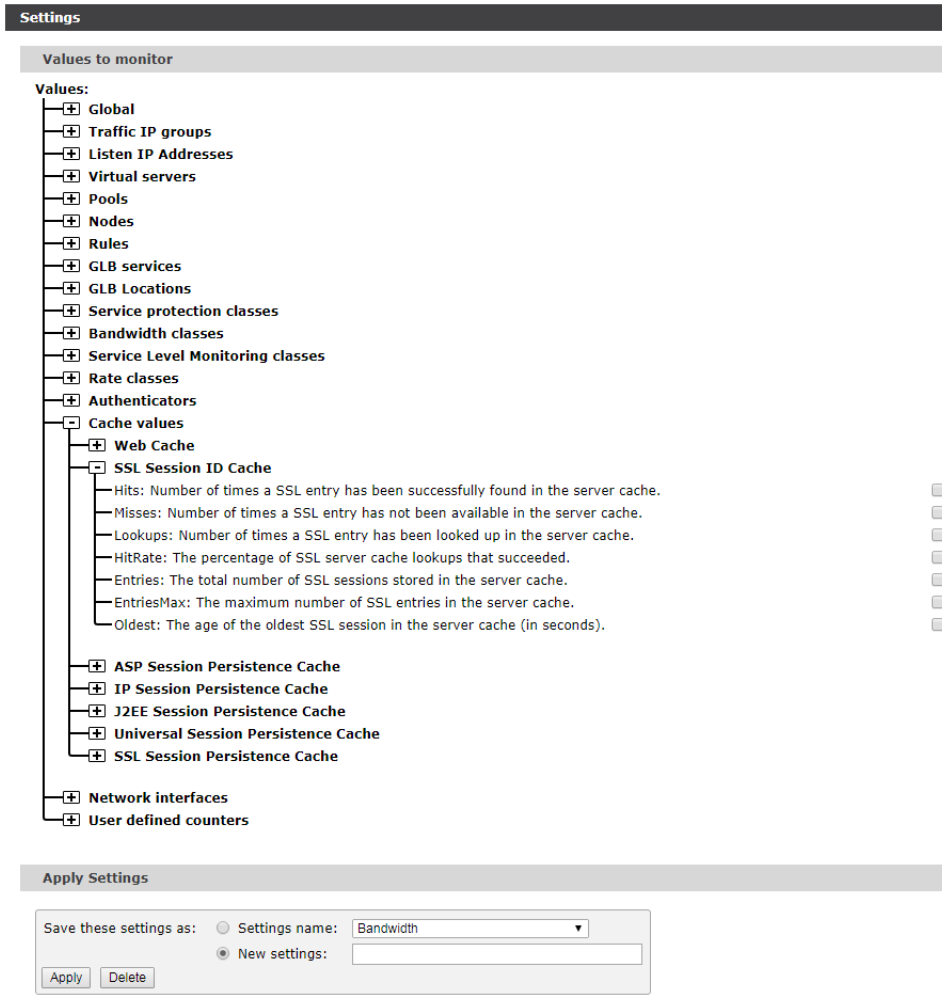 Settings
Values to monitor
Values:
Global
Traffic IP groups
Listen IP Addresses
Virtual servers
Pools
Nodes
Rules
GLB services
GLB Locations
Service protection classes
Bandwidth classes
Service Level Monitoring classes
Rate classes
Authenticators
Cache values
Web Cache
SSL Session ID Cache
Hits: Number of times a SSL entry has been successfully found in the server cache.
Misses: Number of times a SSL entry has not been available in the server cache.
Lookups: Number of times a SSL entry has been looked up in the server cache.
HitRate: The percentage of SSL server cache lookups that succeeded.
Entries: The total number of SSL sessions stored in the server cache.
EntriesMax: The maximum number of SSL entries in the server cache.
Oldest: The age of the oldest SSL session in the server cache (in seconds).
ASP Session Persistence Cache
IP Session Persistence Cache
J2EE Session Persistence Cache
Universal Session Persistence Cache
SSL Session Persistence Cache
Network interfaces
User defined counters
Apply Settings
Save these settings as: Settings name: Bandwidth
New settings:
Apply Delete